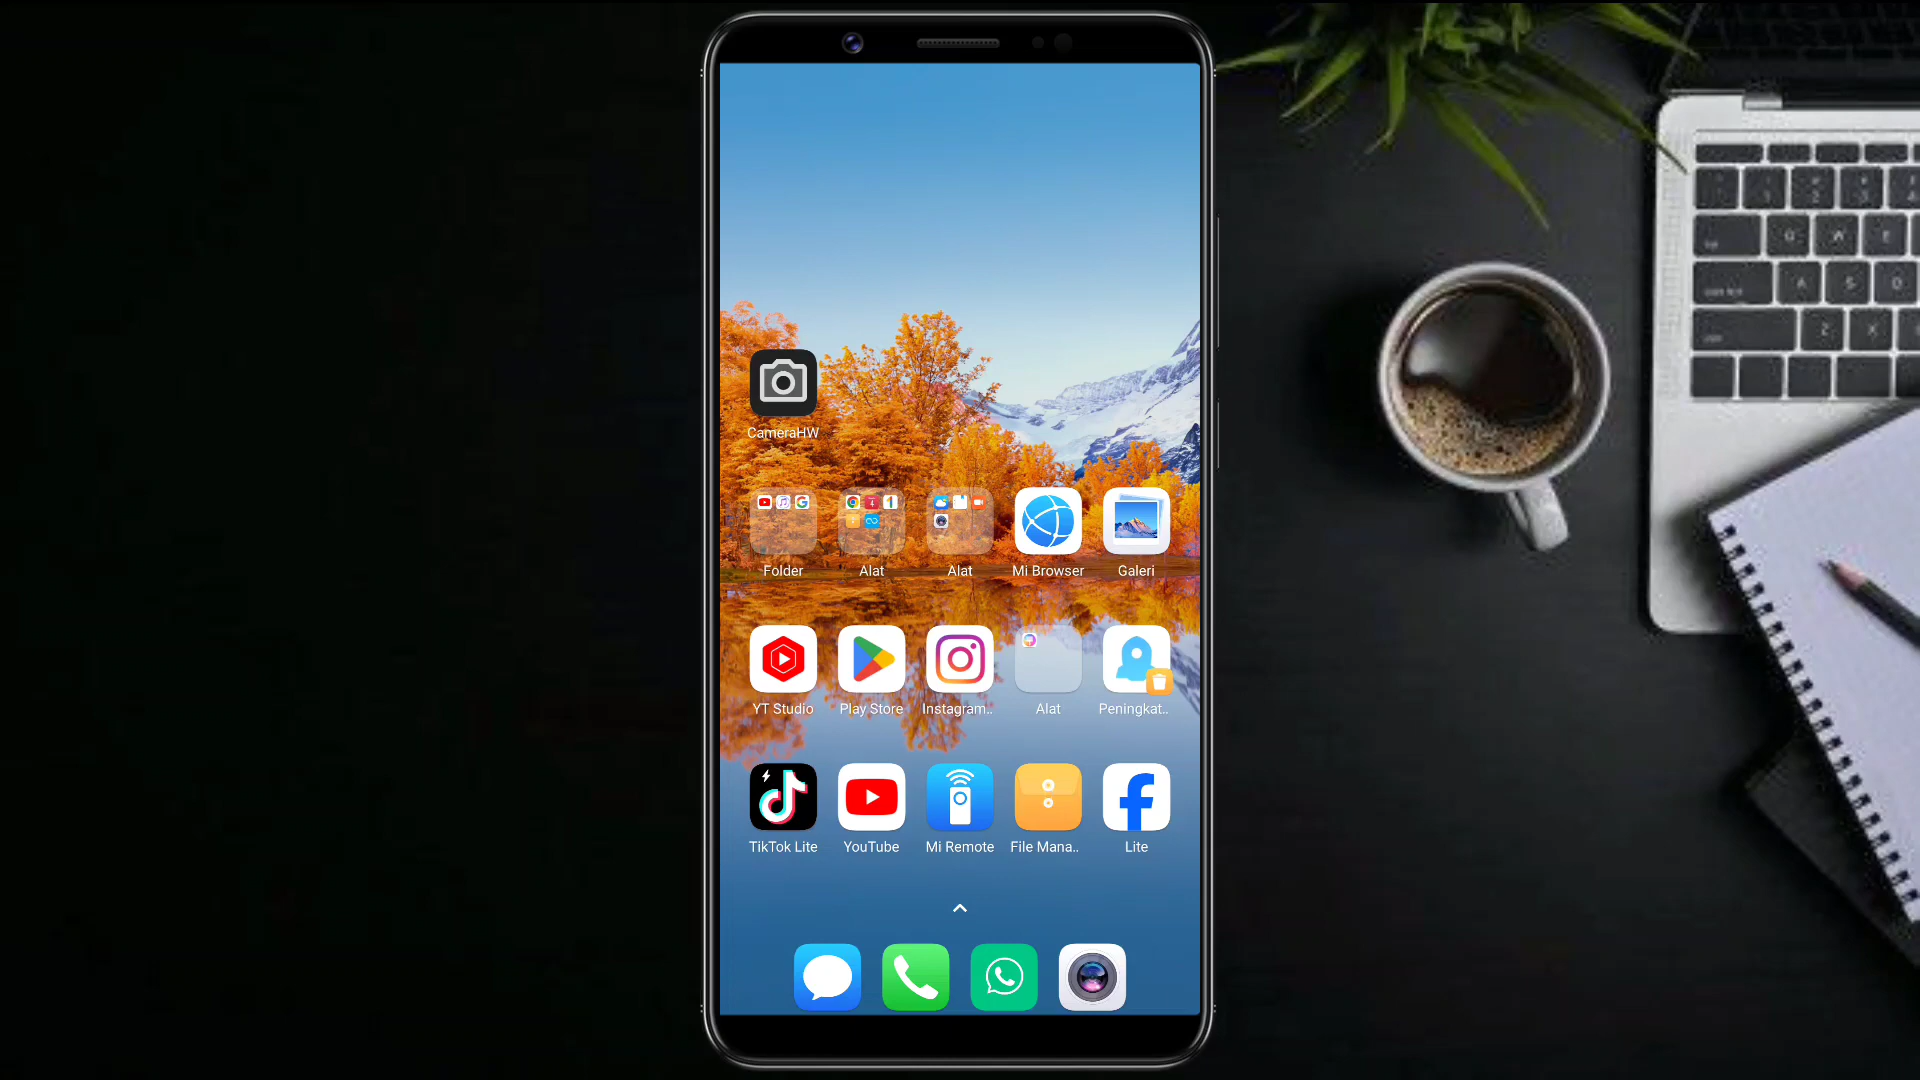 CameraHW
Folder
Alat
Alat
Mi Browser
Galeri
YT Studio
Play Store
Instagram..
Alat
Peningkat..
TikTok Lite
YouTube
Mi Remote
File Mana..
Lite
Q
W
E
A
S
D
Z
X